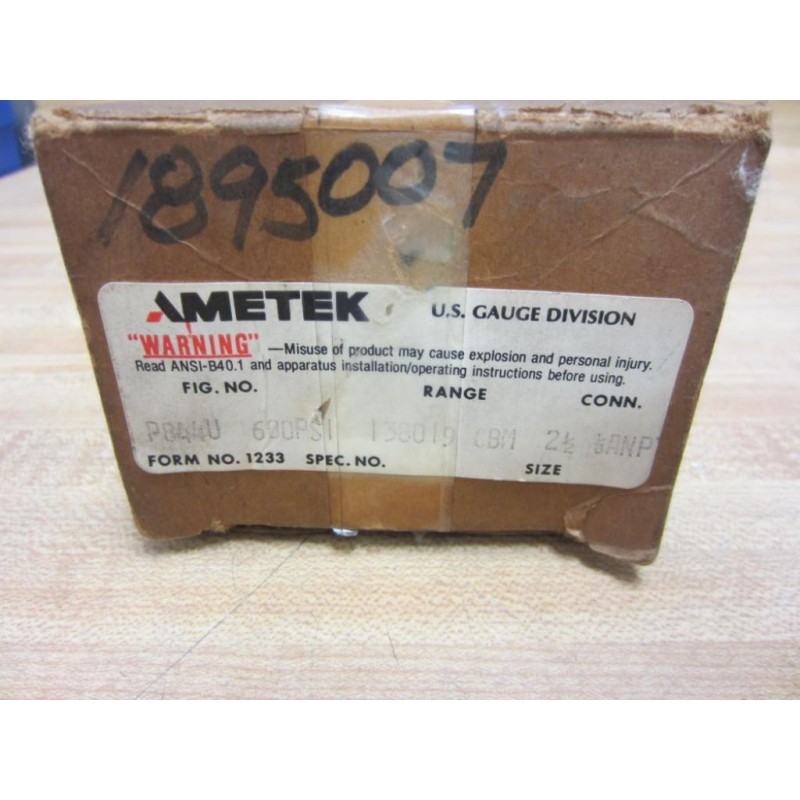 1895007
AMETEK U.S. GAUGE DIVISION
"WARNING" —Misuse of product may cause explosion and personal injury.
Read ANSI-B40.1 and apparatus installation/operating instructions before using.
FIG. NO. RANGE CONN.
P844U 600PSI 138019 CBM 2½
FORM NO. 1233 SPEC. NO. SIZE